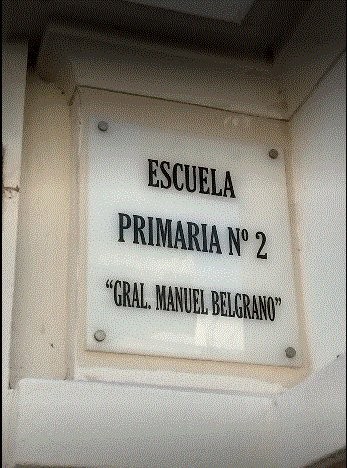 ESCUELA
PRIMARIA Nº 2
“GRAL. MANUEL BELGRANO”